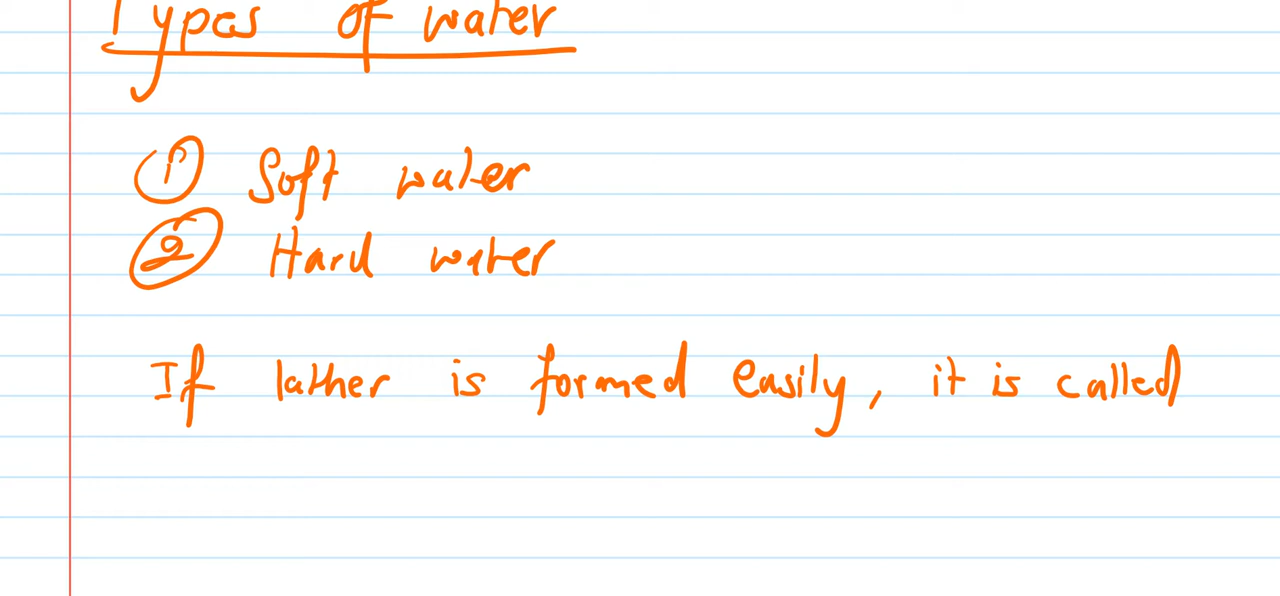 Types of water
1 Soft water
2 Hard water
If lather is formed easily, it is called